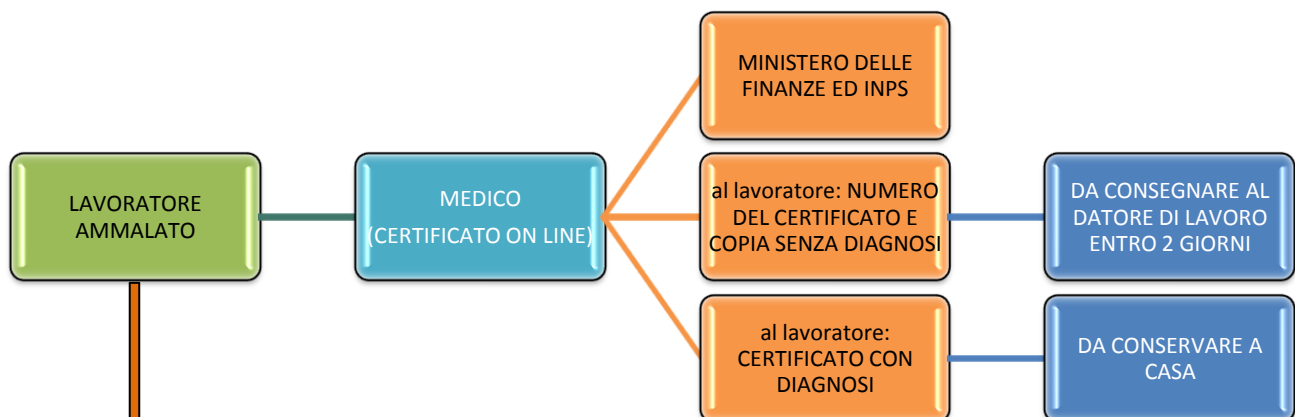 LAVORATORE
AMMALATO
MEDICO
(CERTIFICATO ON LINE)
MINISTERO DELLE
FINANZE ED INPS
al lavoratore: NUMERO
DEL CERTIFICATO E
COPIA SENZA DIAGNOSI
DA CONSEGNARE AL
DATORE DI LAVORO
ENTRO 2 GIORNI
al lavoratore:
CERTIFICATO CON
DIAGNOSI
DA CONSERVARE A
CASA